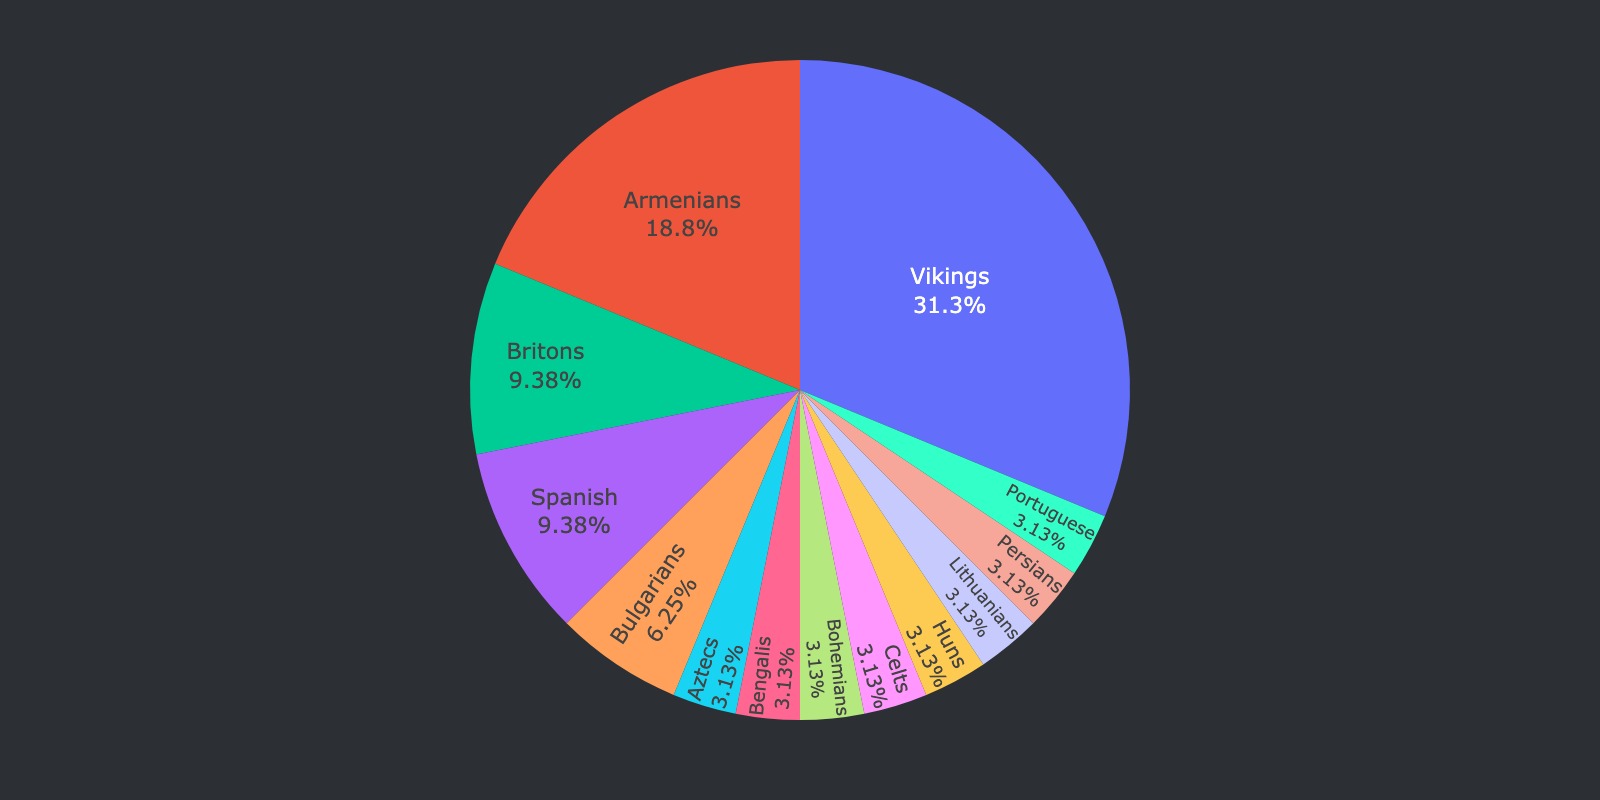 Armenians
18.8%
Vikings
31.3%
Britons
9.38%
Spanish
9.38%
Bulgarians
6.25%
Aztecs
3.13%
Bengalis
3.13%
Bohemians
3.13%
Celts
3.13%
Huns
3.13%
Lithuanians
3.13%
Persians
3.13%
Portuguese
3.13%